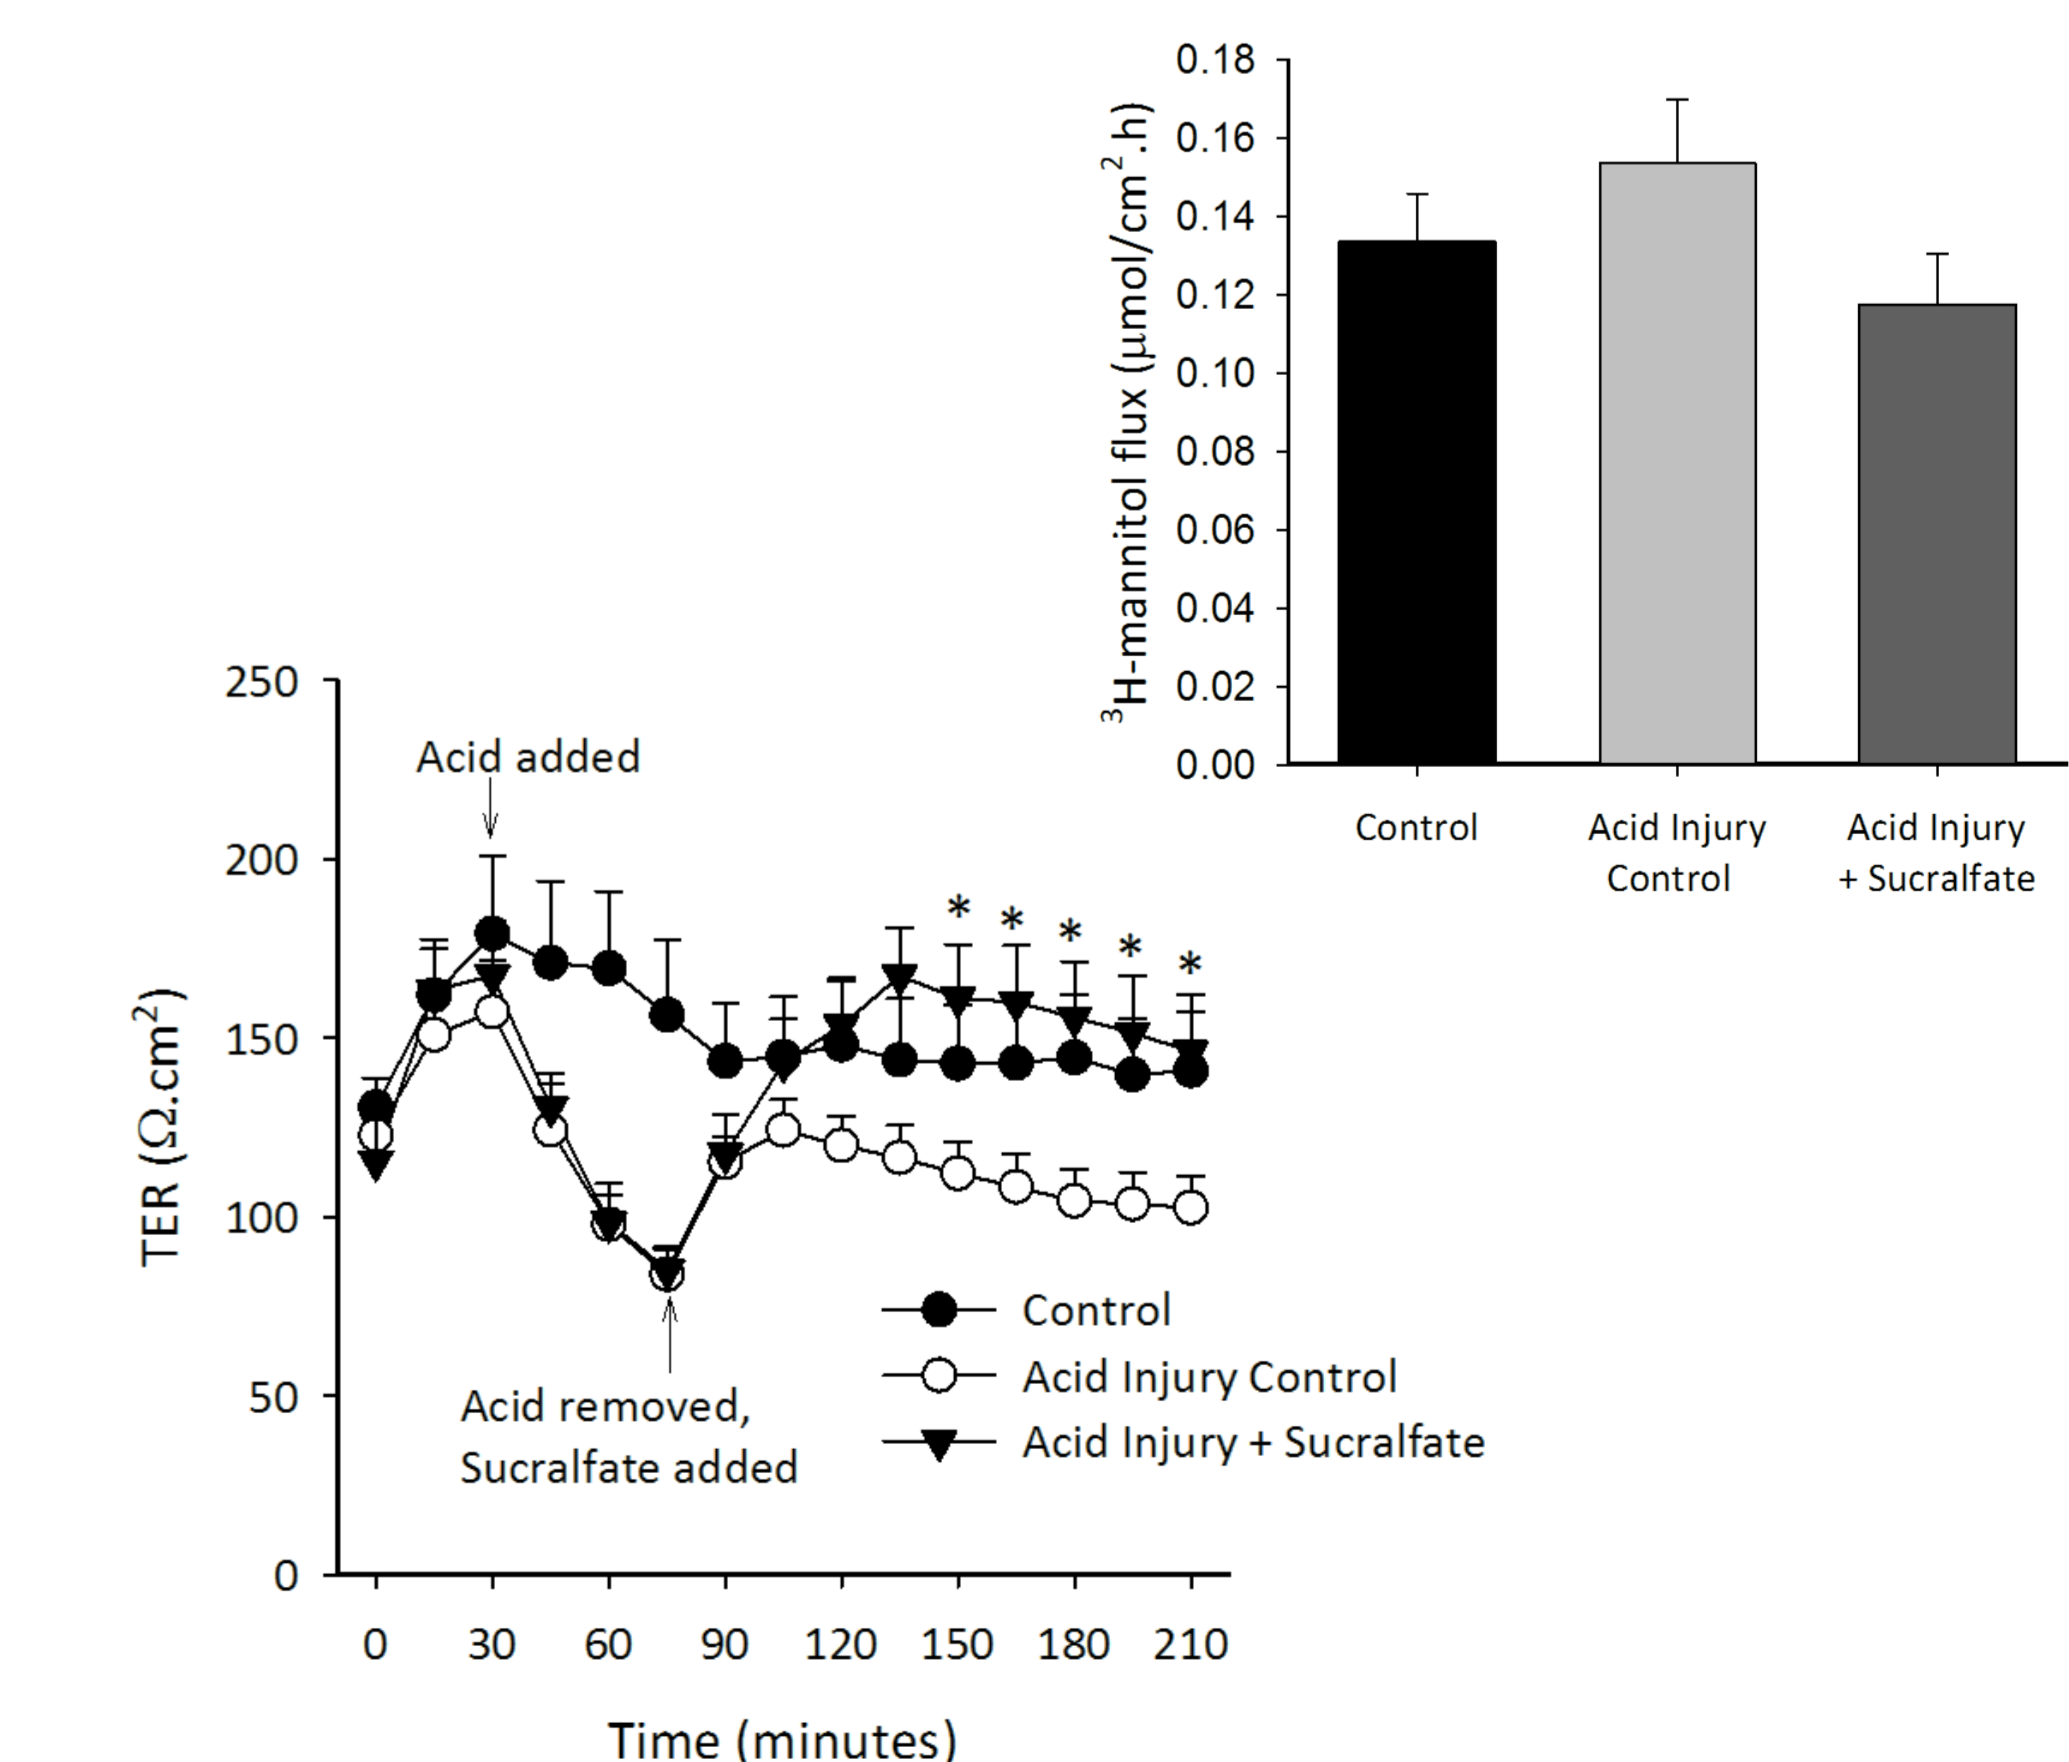 0.18
0.16
0.14
0.12
0.10
0.08
0.06
0.04
0.02
0.00
³H-mannitol flux (μmol/cm².h)
Control
Acid Injury
Control
Acid Injury
+ Sucralfate
250
200
150
100
50
0
TER (Ω.cm²)
Acid added
* * * * *
Acid removed,
Sucralfate added
Control
Acid Injury Control
Acid Injury + Sucralfate
0 30 60 90 120 150 180 210
Time (minutes)